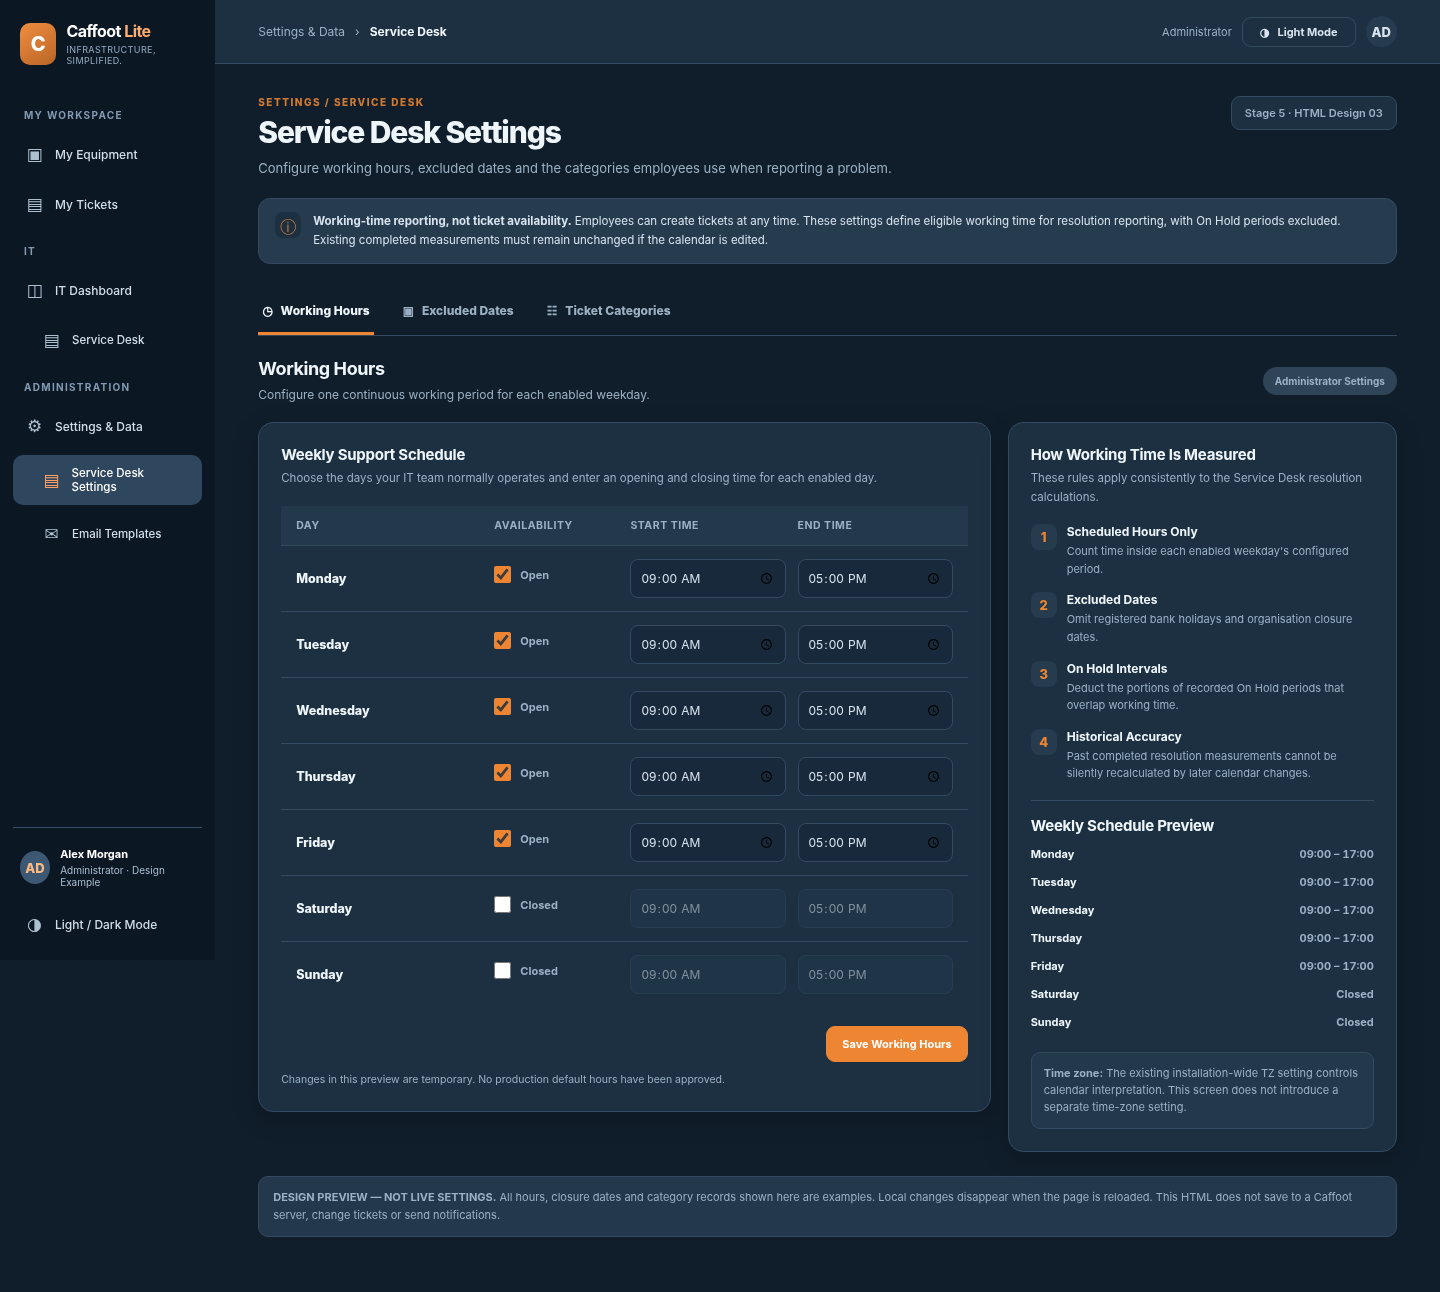 C
Caffoot Lite
INFRASTRUCTURE,
SIMPLIFIED.
MY WORKSPACE
My Equipment
My Tickets
IT
IT Dashboard
Service Desk
ADMINISTRATION
Settings & Data
Service Desk
Settings
Email Templates
AD
Alex Morgan
Administrator · Design
Example
Light / Dark Mode
Settings & Data › Service Desk
Administrator
Light Mode
AD
SETTINGS / SERVICE DESK
Service Desk Settings
Configure working hours, excluded dates and the categories employees use when reporting a problem.
Stage 5 · HTML Design 03
Working-time reporting, not ticket availability. Employees can create tickets at any time. These settings define eligible working time for resolution reporting, with On Hold periods excluded.
Existing completed measurements must remain unchanged if the calendar is edited.
Working Hours
Excluded Dates
Ticket Categories
Working Hours
Configure one continuous working period for each enabled weekday.
Administrator Settings
Weekly Support Schedule
Choose the days your IT team normally operates and enter an opening and closing time for each enabled day.
DAY AVAILABILITY START TIME END TIME
Monday Open 09:00 AM 05:00 PM
Tuesday Open 09:00 AM 05:00 PM
Wednesday Open 09:00 AM 05:00 PM
Thursday Open 09:00 AM 05:00 PM
Friday Open 09:00 AM 05:00 PM
Saturday Closed 09:00 AM 05:00 PM
Sunday Closed 09:00 AM 05:00 PM
Save Working Hours
Changes in this preview are temporary. No production default hours have been approved.
How Working Time Is Measured
These rules apply consistently to the Service Desk resolution
calculations.
1 Scheduled Hours Only
Count time inside each enabled weekday's configured
period.
2 Excluded Dates
Omit registered bank holidays and organisation closure
dates.
3 On Hold Intervals
Deduct the portions of recorded On Hold periods that
overlap working time.
4 Historical Accuracy
Past completed resolution measurements cannot be
silently recalculated by later calendar changes.
Weekly Schedule Preview
Monday 09:00 – 17:00
Tuesday 09:00 – 17:00
Wednesday 09:00 – 17:00
Thursday 09:00 – 17:00
Friday 09:00 – 17:00
Saturday Closed
Sunday Closed
Time zone: The existing installation-wide TZ setting controls
calendar interpretation. This screen does not introduce a
separate time-zone setting.
DESIGN PREVIEW — NOT LIVE SETTINGS. All hours, closure dates and category records shown here are examples. Local changes disappear when the page is reloaded. This HTML does not save to a Caffoot
server, change tickets or send notifications.